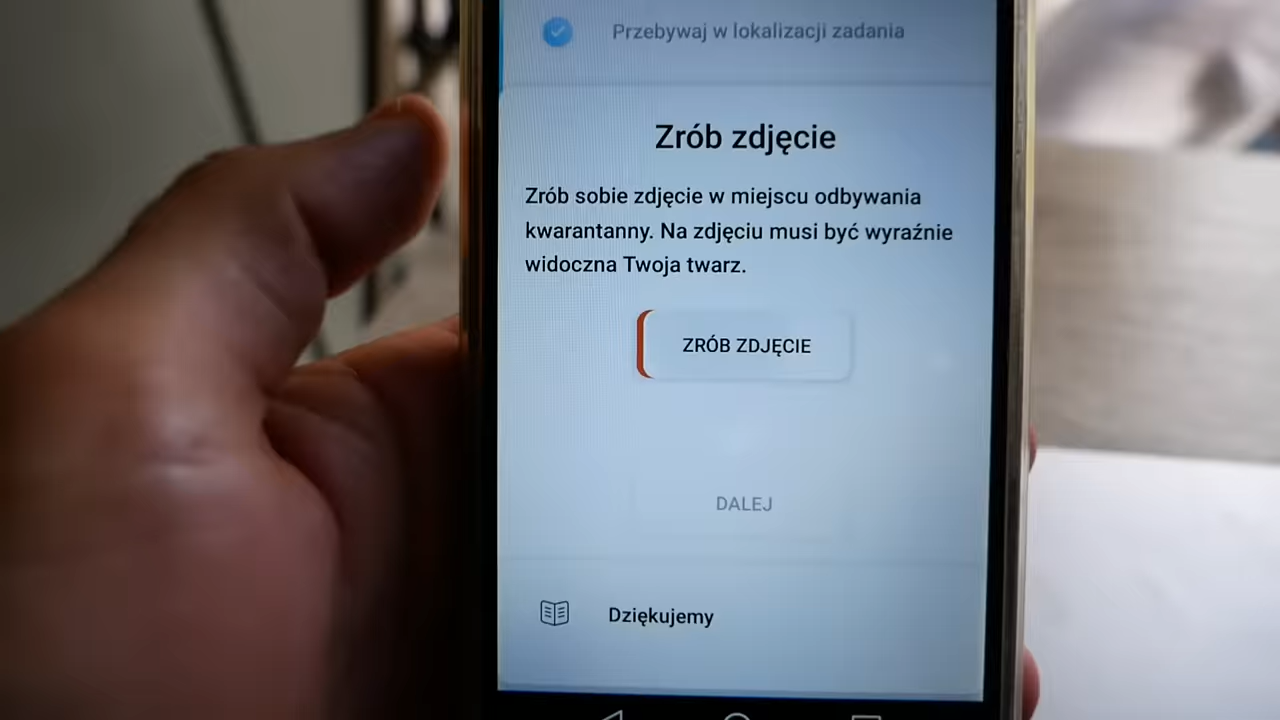 Przebywaj w lokalizacji zadania
Zrób zdjęcie
Zrób sobie zdjęcie w miejscu odbywania
kwarantanny. Na zdjęciu musi być wyraźnie
widoczna Twoja twarz.
ZRÓB ZDJĘCIE
DALEJ
Dziękujemy